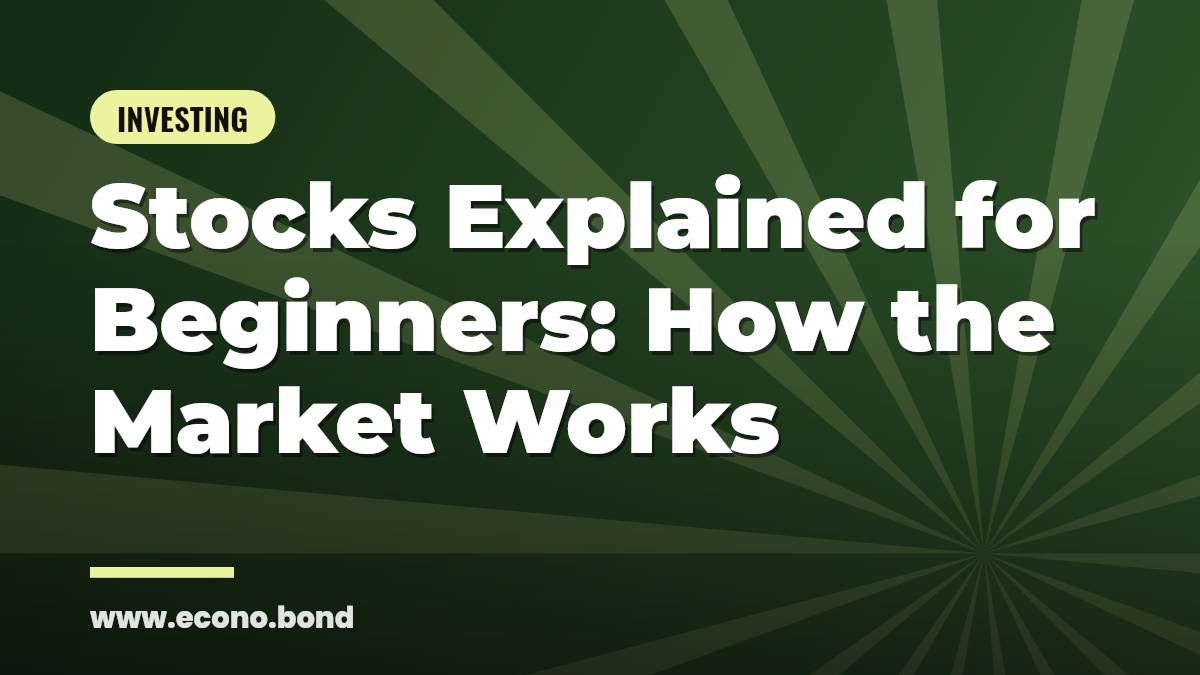 INVESTING
Stocks Explained for
Beginners: How the
Market Works
www.econo.bond